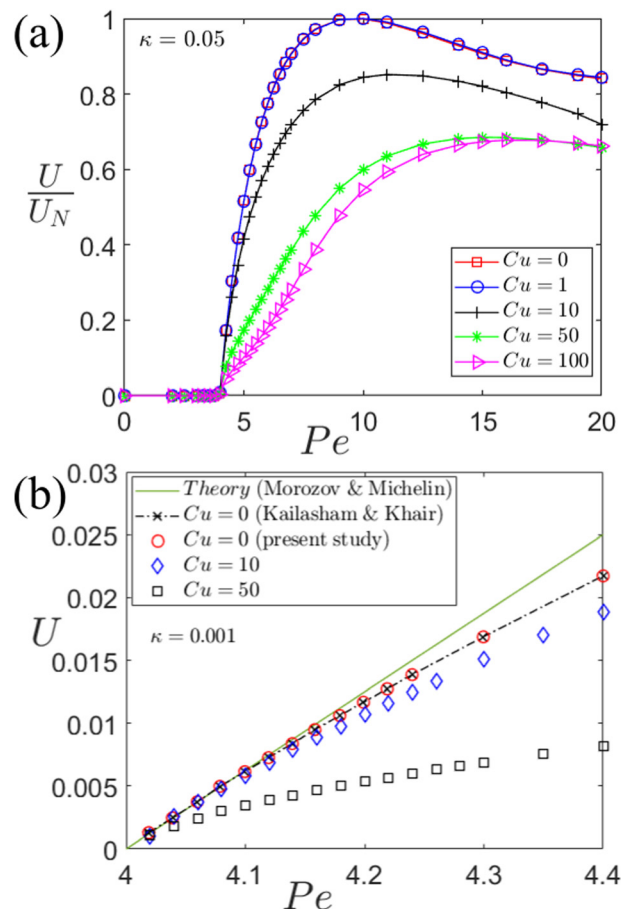 (a)
κ = 0.05
U
U_N
1
0.8
0.6
0.4
0.2
0
Cu = 0
Cu = 1
Cu = 10
Cu = 50
Cu = 100
0 5 10 15 20
Pe
(b)
0.03
0.025
0.02
0.015
0.01
0.005
0
U
Theory (Morozov & Michelin)
Cu = 0 (Kailasham & Khair)
Cu = 0 (present study)
Cu = 10
Cu = 50
κ = 0.001
4 4.1 4.2 4.3 4.4
Pe